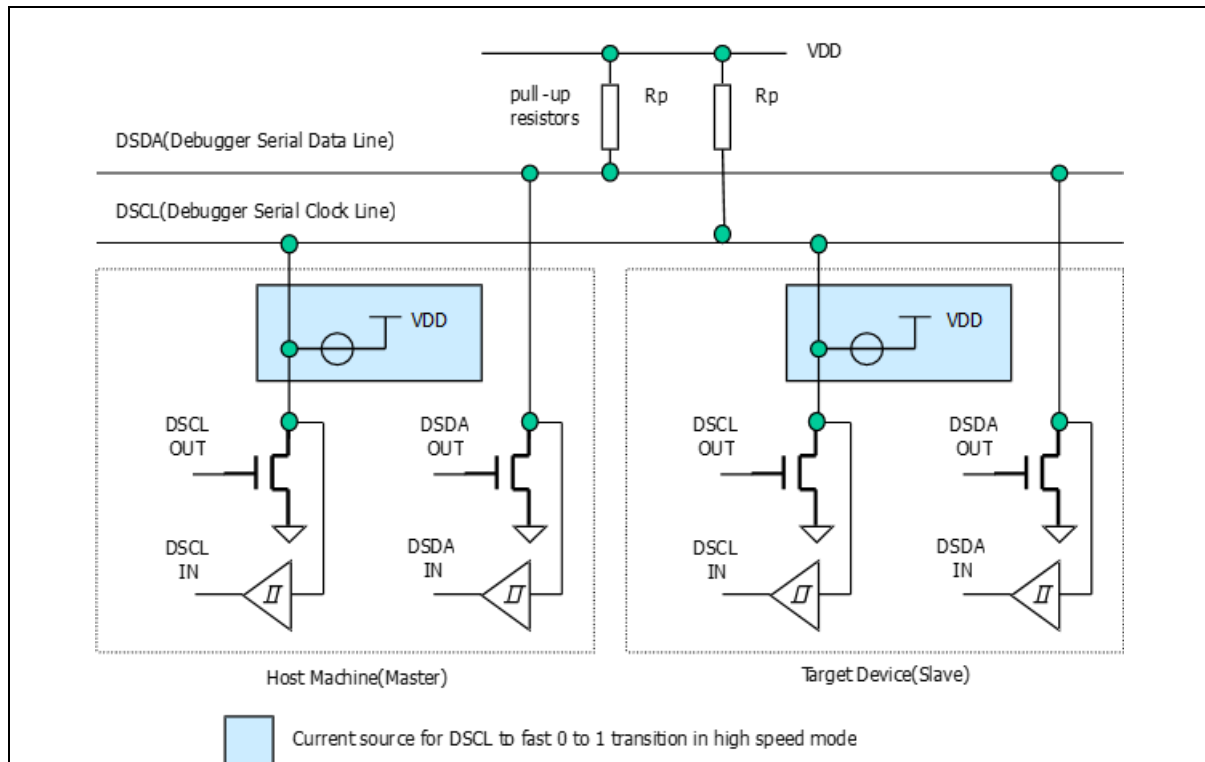 VDD
pull -up
resistors
Rp
Rp
DSDA(Debugger Serial Data Line)
DSCL(Debugger Serial Clock Line)
VDD
VDD
DSCL
OUT
DSDA
OUT
DSCL
OUT
DSDA
OUT
DSCL
IN
DSDA
IN
DSCL
IN
DSDA
IN
Host Machine(Master)
Target Device(Slave)
Current source for DSCL to fast 0 to 1 transition in high speed mode